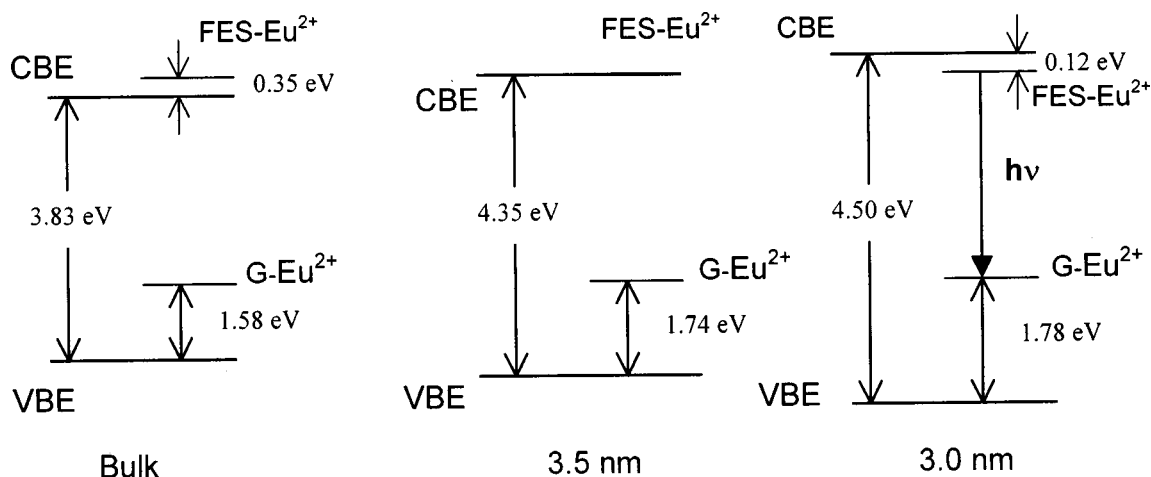 FES-Eu²⁺
CBE
0.35 eV
3.83 eV
G-Eu²⁺
1.58 eV
VBE
Bulk
FES-Eu²⁺
CBE
4.35 eV
G-Eu²⁺
1.74 eV
VBE
3.5 nm
CBE
0.12 eV
FES-Eu²⁺
hν
4.50 eV
G-Eu²⁺
1.78 eV
VBE
3.0 nm